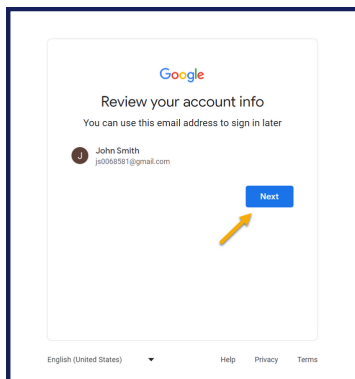 Google
Review your account info
You can use this email address to sign in later
J
John Smith
js0068581@gmail.com
Next
English (United States)
Help Privacy Terms